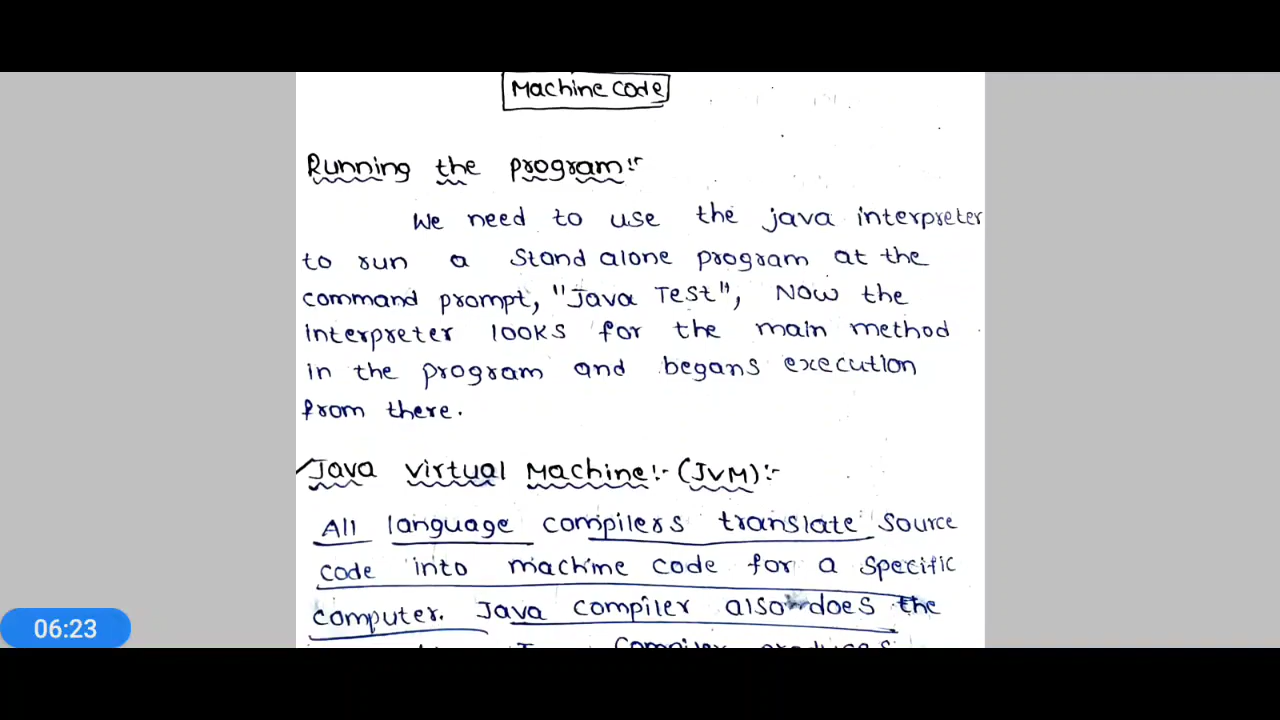 Machine code
Running the program:-
We need to use the java interpreter
to run a Stand alone program at the
command prompt, "Java Test", Now the
interpreter looks for the main method
in the program and begans execution
from there.
Java virtual Machine:- (JVM):-
All language compilers translate source
code into machine code for a specific
computer. Java compiler also does the
compiler produces
06:23